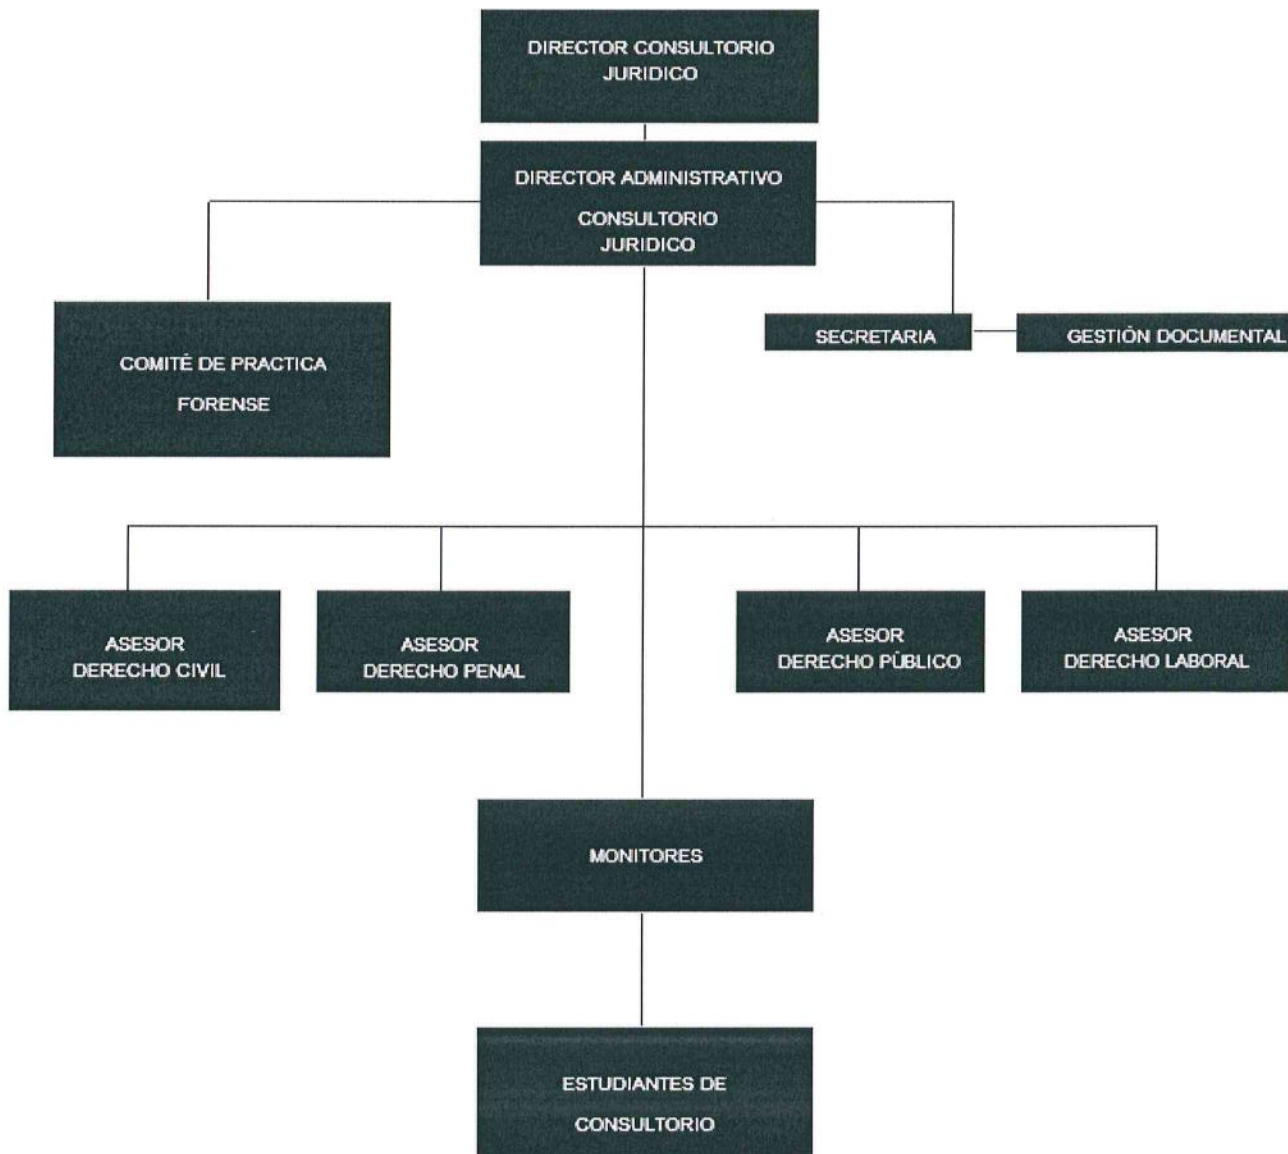 DIRECTOR CONSULTORIO
JURIDICO
DIRECTOR ADMINISTRATIVO
CONSULTORIO
JURIDICO
COMITÉ DE PRACTICA
FORENSE
SECRETARIA
GESTIÓN DOCUMENTAL
ASESOR
DERECHO CIVIL
ASESOR
DERECHO PENAL
ASESOR
DERECHO PÚBLICO
ASESOR
DERECHO LABORAL
MONITORES
ESTUDIANTES DE
CONSULTORIO